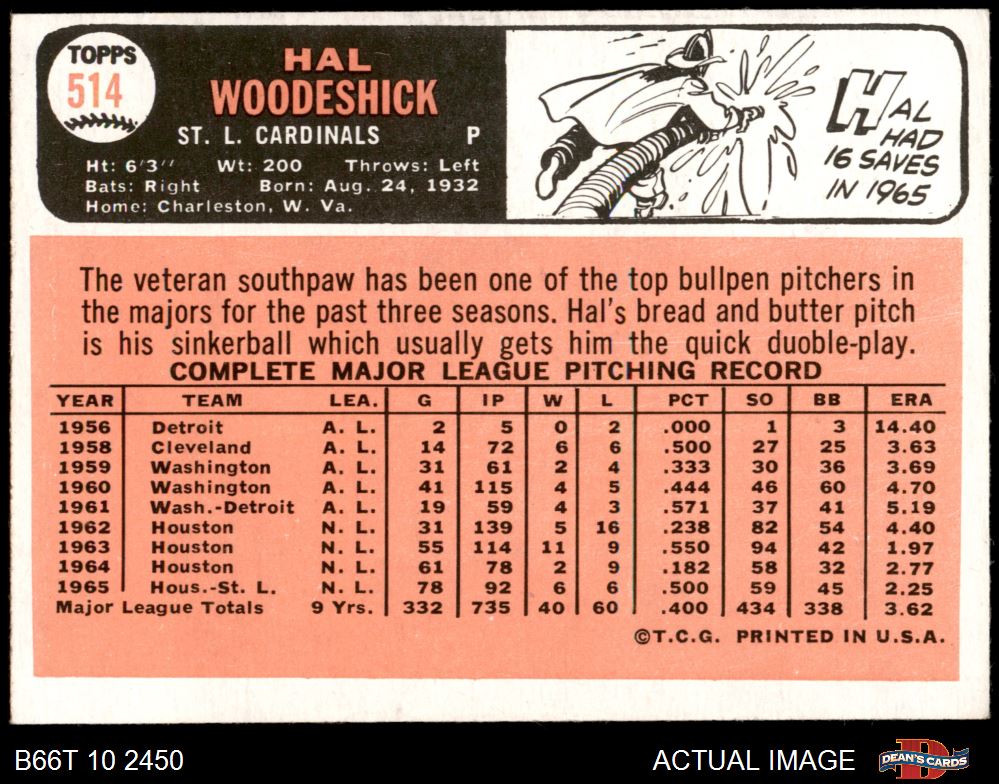 TOPPS
514
HAL
WOODESHICK
ST. L. CARDINALS P
Ht: 6'3'' Wt: 200 Throws: Left
Bats: Right Born: Aug. 24, 1932
Home: Charleston, W. Va.
HAL
HAD
16 SAVES
IN 1965
The veteran southpaw has been one of the top bullpen pitchers in
the majors for the past three seasons. Hal's bread and butter pitch
is his sinkerball which usually gets him the quick duoble-play.
COMPLETE MAJOR LEAGUE PITCHING RECORD
YEAR TEAM LEA. G IP W L PCT SO BB ERA
1956 Detroit A. L. 2 5 0 2 .000 1 3 14.40
1958 Cleveland A. L. 14 72 6 6 .500 27 25 3.63
1959 Washington A. L. 31 61 2 4 .333 30 36 3.69
1960 Washington A. L. 41 115 4 5 .444 46 60 4.70
1961 Wash.-Detroit A. L. 19 59 4 3 .571 37 41 5.19
1962 Houston N. L. 31 139 5 16 .238 82 54 4.40
1963 Houston N. L. 55 114 11 9 .550 94 42 1.97
1964 Houston N. L. 61 78 2 9 .182 58 32 2.77
1965 Hous.-St. L. N. L. 78 92 6 6 .500 59 45 2.25
Major League Totals 9 Yrs. 332 735 40 60 .400 434 338 3.62
©T.C.G. PRINTED IN U.S.A.
B66T 10 2450 ACTUAL IMAGE
DEAN'S CARDS